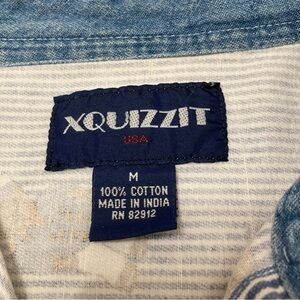 XQUIZZIT
USA
M
100% COTTON
MADE IN INDIA
RN 82912